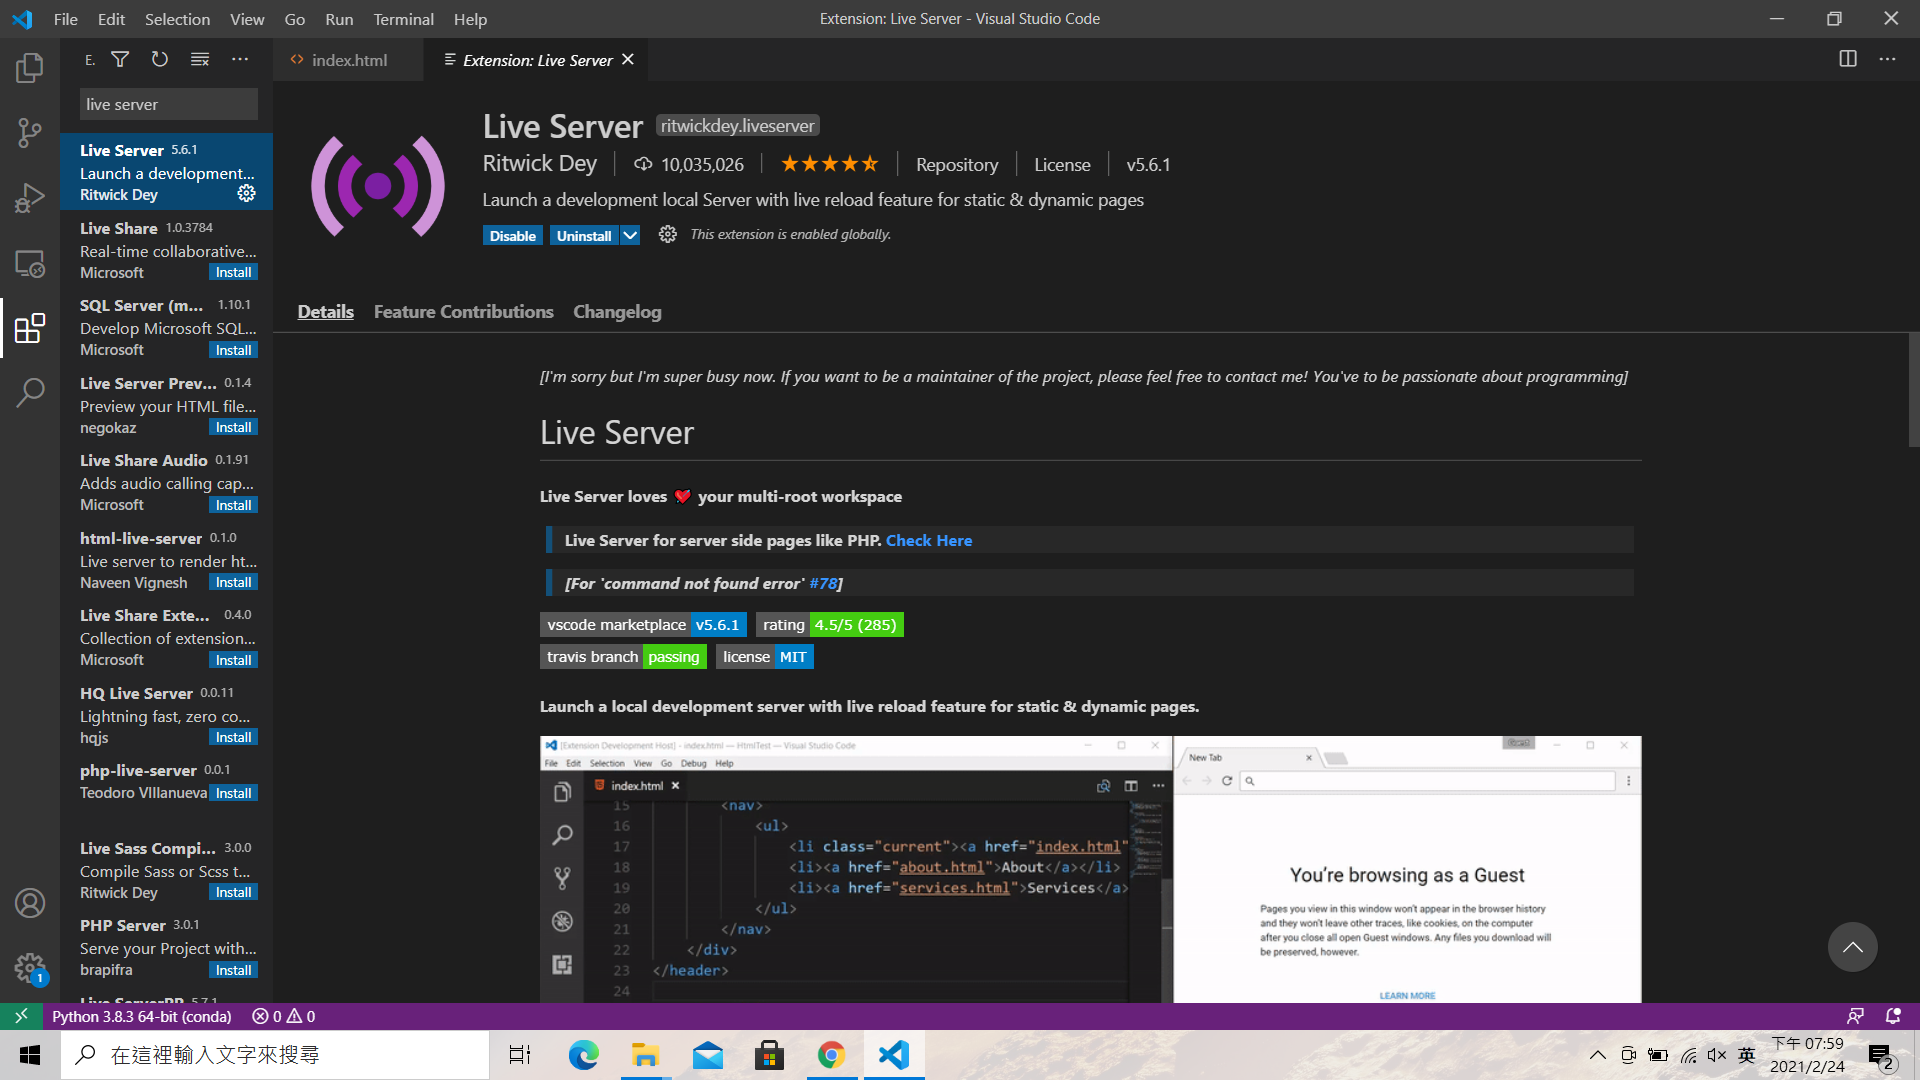 File Edit Selection View Go Run Terminal Help
Extension: Live Server - Visual Studio Code
E.
index.html
Extension: Live Server
live server
Live Server 5.6.1
Launch a development...
Ritwick Dey
Live Share 1.0.3784
Real-time collaborative...
Microsoft Install
SQL Server (m... 1.10.1
Develop Microsoft SQL...
Microsoft Install
Live Server Prev... 0.1.4
Preview your HTML file...
negokaz Install
Live Share Audio 0.1.91
Adds audio calling cap...
Microsoft Install
html-live-server 0.1.0
Live server to render ht...
Naveen Vignesh Install
Live Share Exte... 0.4.0
Collection of extension...
Microsoft Install
HQ Live Server 0.0.11
Lightning fast, zero co...
hqjs Install
php-live-server 0.0.1
Teodoro VIllanueva Install
Live Sass Compi... 3.0.0
Compile Sass or Scss t...
Ritwick Dey Install
PHP Server 3.0.1
Serve your Project with...
brapifra Install
Live ServerPP 5.7.1
Live Server ritwickdey.liveserver
Ritwick Dey 10,035,026 Repository License v5.6.1
Launch a development local Server with live reload feature for static & dynamic pages
Disable Uninstall This extension is enabled globally.
Details Feature Contributions Changelog
[I'm sorry but I'm super busy now. If you want to be a maintainer of the project, please feel free to contact me! You've to be passionate about programming]
Live Server
Live Server loves your multi-root workspace
Live Server for server side pages like PHP. Check Here
[For 'command not found error' #78]
vscode marketplace v5.6.1 rating 4.5/5 (285)
travis branch passing license MIT
Launch a local development server with live reload feature for static & dynamic pages.
[Extension Development Host] - index.html — HtmlTest — Visual Studio Code
File Edit Selection View Go Debug Help
index.html
15 <nav>
16 <ul>
17 <li class="current"><a href="index.html"
18 <li><a href="about.html">About</a></li>
19 <li><a href="services.html">Services</a>
20 </ul>
21 </nav>
22 </div>
23 </header>
24
New Tab
You're browsing as a Guest
Pages you view in this window won't appear in the browser history
and they won't leave other traces, like cookies, on the computer
after you close all open Guest windows. Any files you download will
be preserved, however.
LEARN MORE
1
Python 3.8.3 64-bit (conda) 0 0
在這裡輸入文字來搜尋
英
下午 07:59
2021/2/24
2